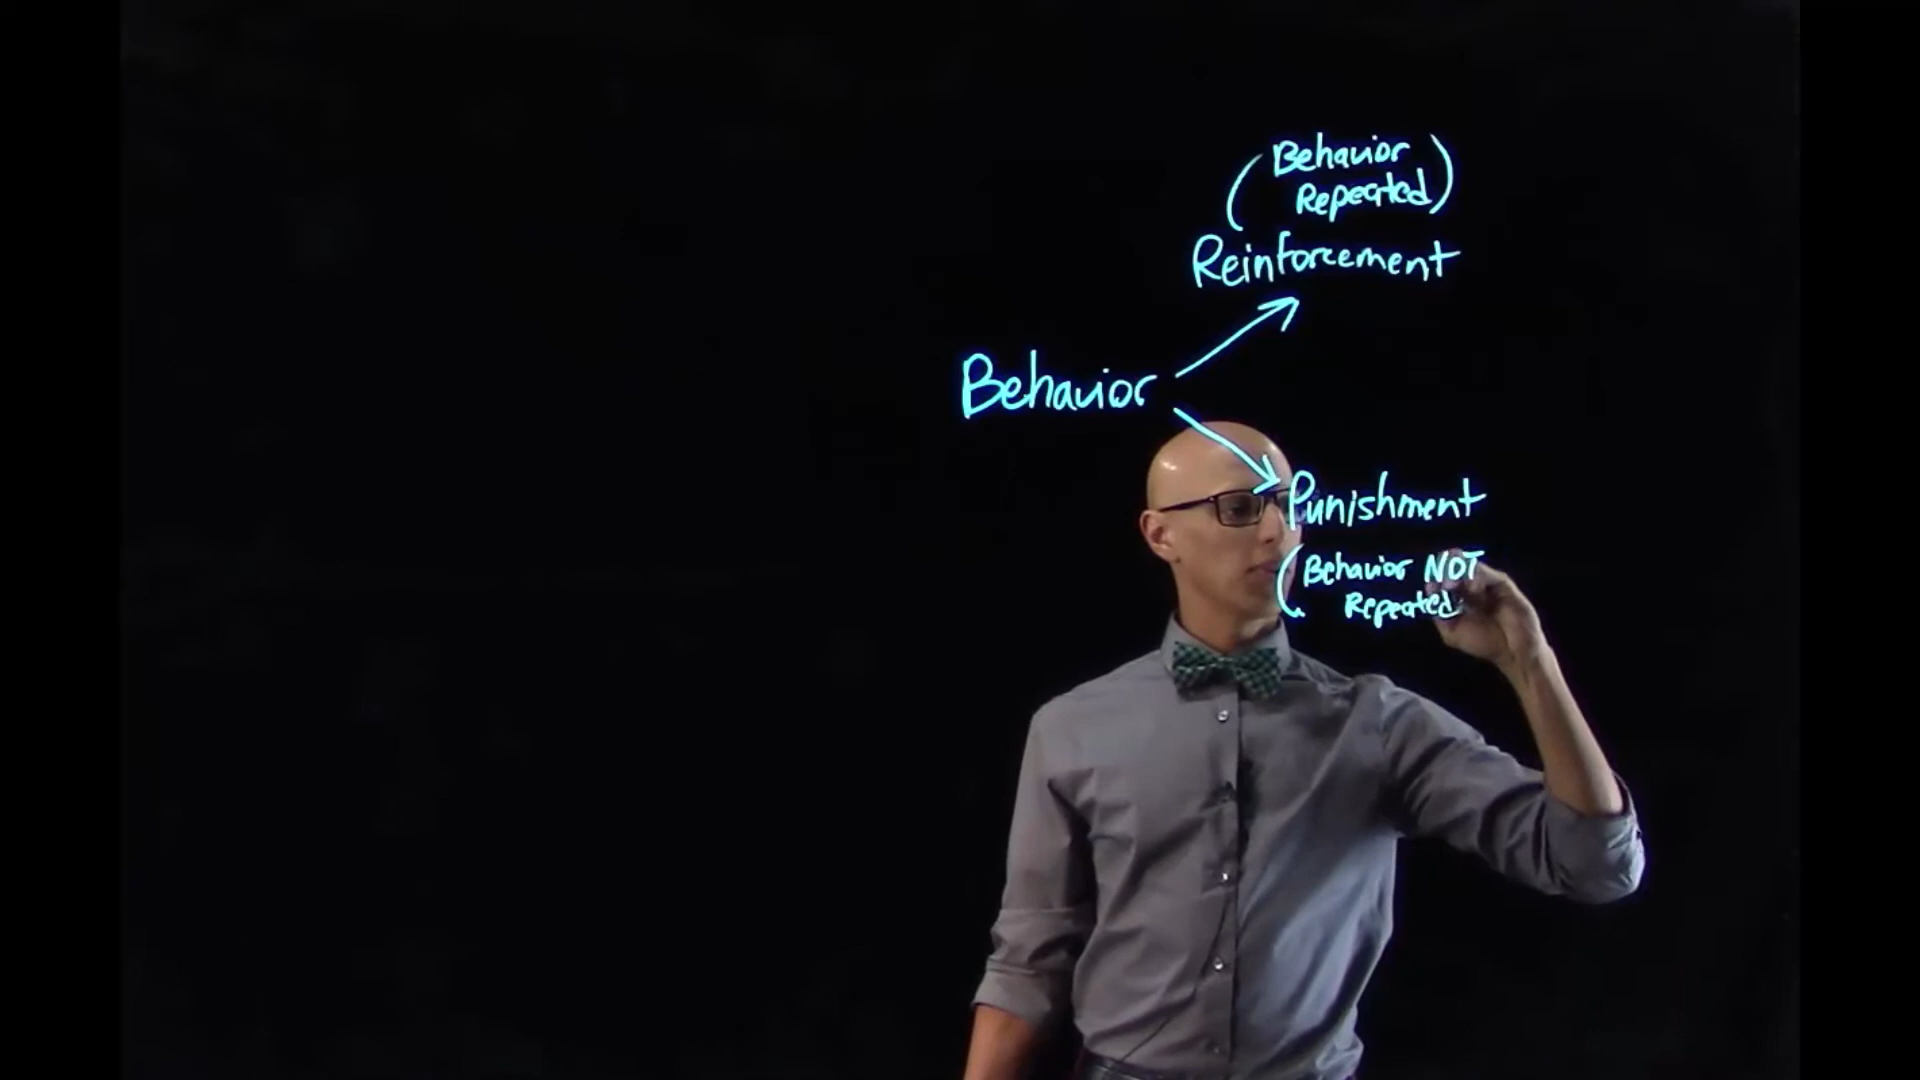 (Behavior
Repeated)
Reinforcement
Behavior
Punishment
(Behavior NOT
Repeated